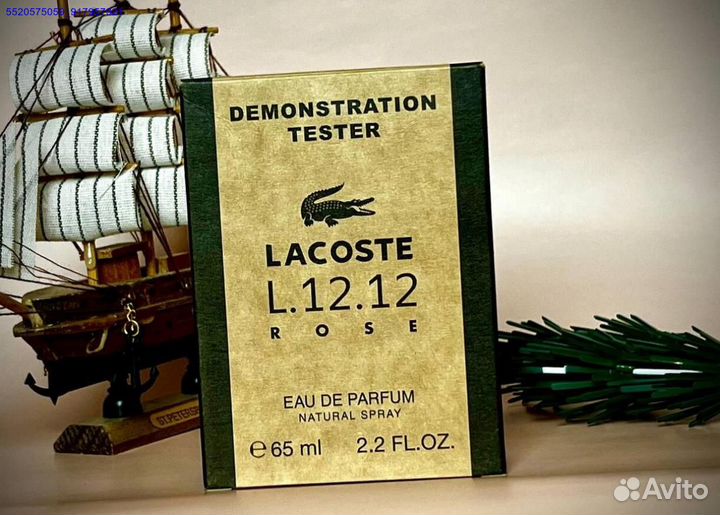 DEMONSTRATION
TESTER
LACOSTE
L.12.12
ROSE
EAU DE PARFUM
NATURAL SPRAY
℮ 65 ml 2.2 FL.OZ.
Avito